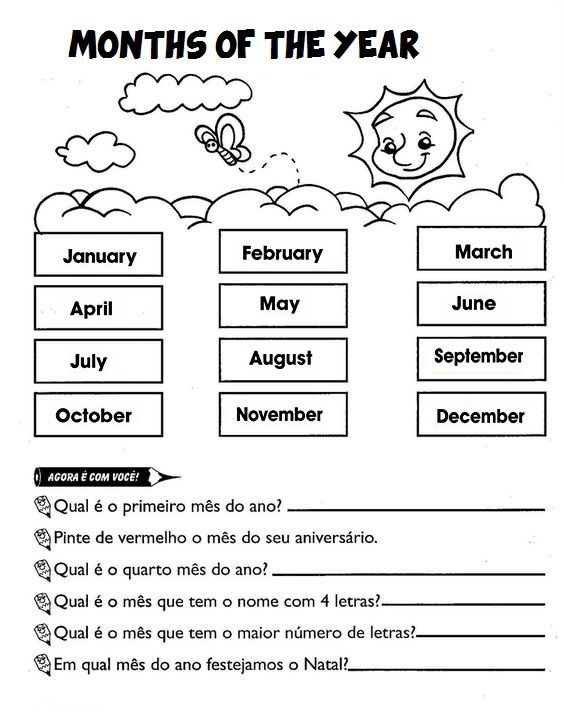 MONTHS OF THE YEAR
January February March
April May June
July August September
October November December
AGORA É COM VOCÊ!
Qual é o primeiro mês do ano?
Pinte de vermelho o mês do seu aniversário.
Qual é o quarto mês do ano?
Qual é o mês que tem o nome com 4 letras?
Qual é o mês que tem o maior número de letras?
Em qual mês do ano festejamos o Natal?